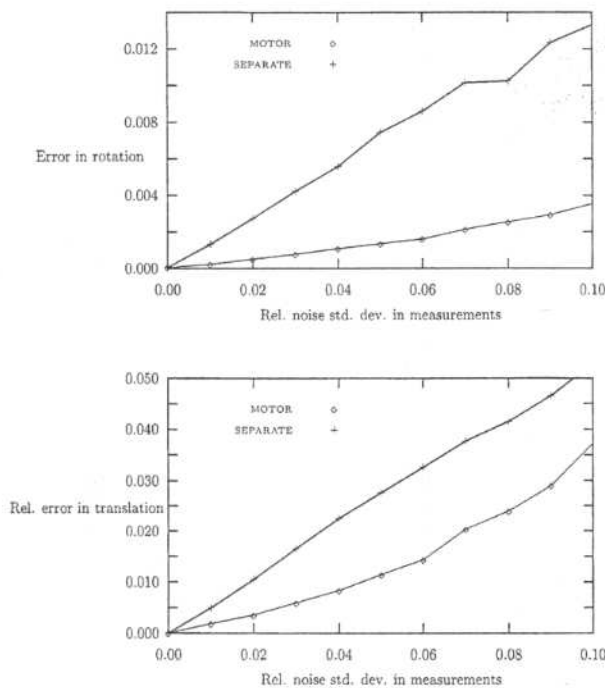 0.012
MOTOR
SEPARATE
0.008
Error in rotation
0.004
0.000
0.00 0.02 0.04 0.06 0.08 0.10
Rel. noise std. dev. in measurements
0.050
MOTOR
0.040
SEPARATE
0.030
Rel. error in translation
0.020
0.010
0.000
0.00 0.02 0.04 0.06 0.08 0.10
Rel. noise std. dev. in measurements